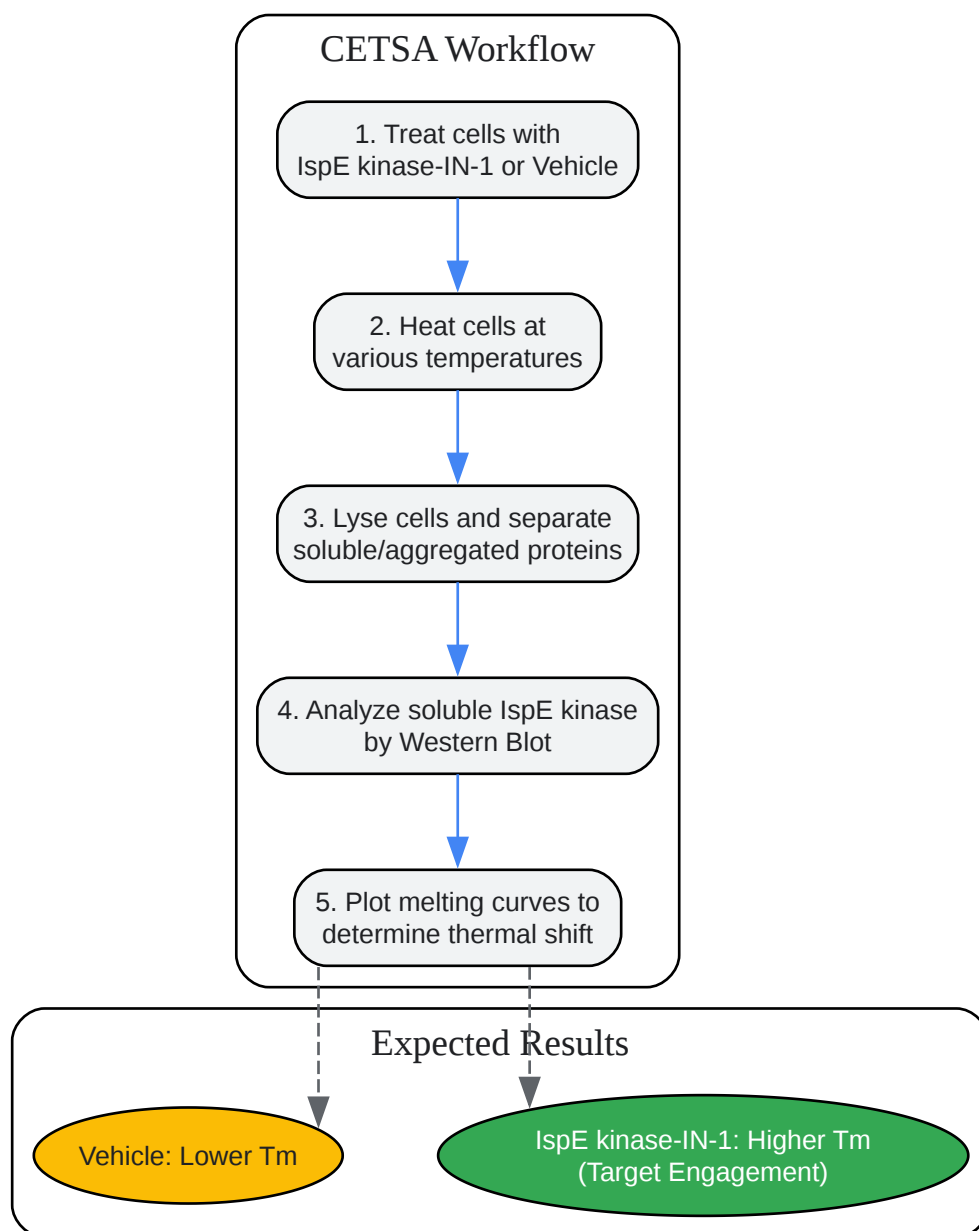 CETSA Workflow
1. Treat cells with
IspE kinase-IN-1 or Vehicle
2. Heat cells at
various temperatures
3. Lyse cells and separate
soluble/aggregated proteins
4. Analyze soluble IspE kinase
by Western Blot
5. Plot melting curves to
determine thermal shift
Expected Results
Vehicle: Lower Tm
IspE kinase-IN-1: Higher Tm
(Target Engagement)